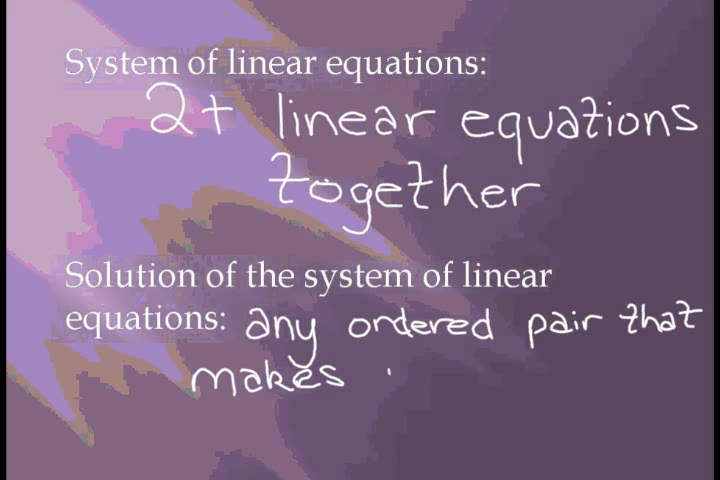 System of linear equations:
2+ linear equations
together
Solution of the system of linear
equations: any ordered pair that
makes